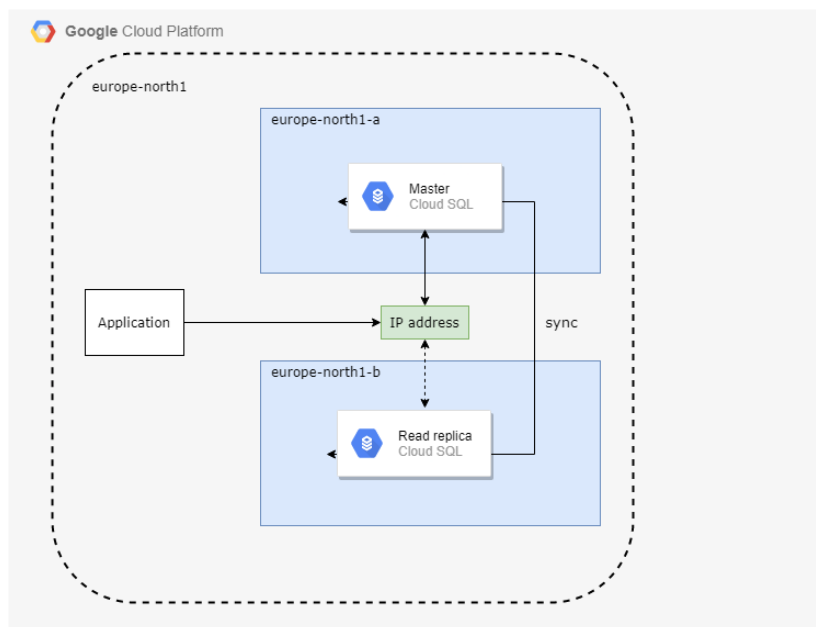 Google Cloud Platform
europe-north1
europe-north1-a
Master
Cloud SQL
Application
IP address
sync
europe-north1-b
Read replica
Cloud SQL